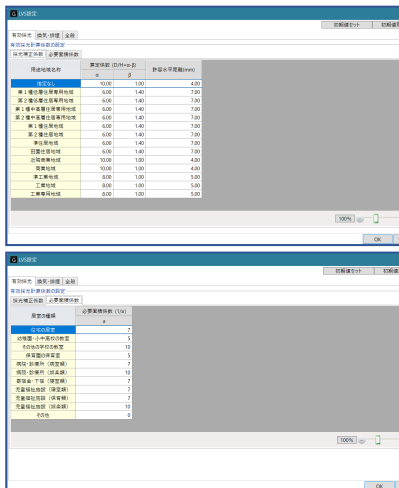 G LVS設定
初期値セット 初期値
有効採光 換気・排煙 全般
有効採光計算係数の設定
採光補正係数 必要面積係数
用途地域名称 算定係数 (D/H×α-β) 許容水平距離(mm)
α β
指定なし 10.00 1.00 4.00
第1種低層住居専用地域 6.00 1.40 7.00
第2種低層住居専用地域 6.00 1.40 7.00
第1種中高層住居専用地域 6.00 1.40 7.00
第2種中高層住居専用地域 6.00 1.40 7.00
第1種住居地域 6.00 1.40 7.00
第2種住居地域 6.00 1.40 7.00
準住居地域 6.00 1.40 7.00
田園住居地域 6.00 1.40 7.00
近隣商業地域 10.00 1.00 4.00
商業地域 10.00 1.00 4.00
準工業地域 8.00 1.00 5.00
工業地域 8.00 1.00 5.00
工業専用地域 8.00 1.00 5.00
100%
OK
G LVS設定
初期値セット 初期値
有効採光 換気・排煙 全般
有効採光計算係数の設定
採光補正係数 必要面積係数
居室の種類 必要面積係数 (1/a)
a
住宅の居室 7
幼稚園・小中高校の教室 5
その他の学校の教室 10
保育園の保育室 5
病院・診療所（病室類） 7
病院・診療所（談楽類） 10
寄宿舎・下宿（寝室類） 7
児童福祉施設（寝室類） 7
児童福祉施設（保育類） 7
児童福祉施設（談楽類） 10
その他 0
100%
OK